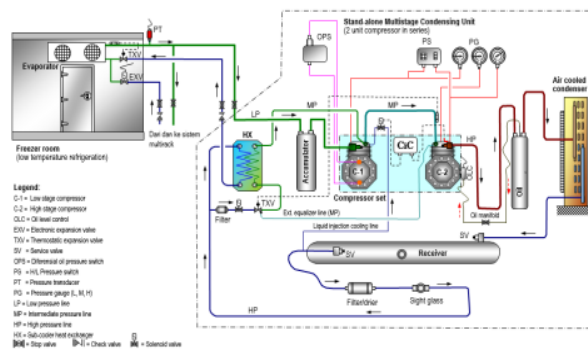 Stand-alone Multistage Condensing Unit
(2 unit compressor in series)
PT
TXV
Evaporator
EXV
OPS
PS
PG
Air cooled
condenser
Freezer room
(low temperature refrigeration)
Dari dan ke sistem
multitrack
LP
MP
MP
HP
HX
Accumulator
C-1
C-2
Compressor set
Oil
Oil manifold
TXV
Filter
Ext. equalizer line (MP)
Liquid injection cooling line
SV
SV
Receiver
HP
Filter/drier
Sight glass
Legend:
C-1 = Low stage compressor
C-2 = High stage compressor
OLC = Oil level control
EXV = Electronic expansion valve
TXV = Thermostatic expansion valve
SV = Service valve
OPS = Differensial oil pressure switch
PS = H/L Pressure switch
PT = Pressure transducer
PG = Pressure gauge (L, M, H)
LP = Low pressure line
MP = Intermediate pressure line
HP = High pressure line
HX = Sub-cooler heat exchanger
= Stop valve
= Check valve
= Solenoid valve